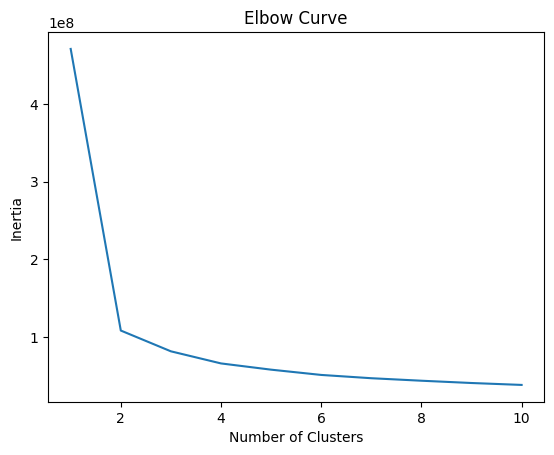 Elbow Curve
1e8
4
3
2
1
Inertia
2 4 6 8 10
Number of Clusters